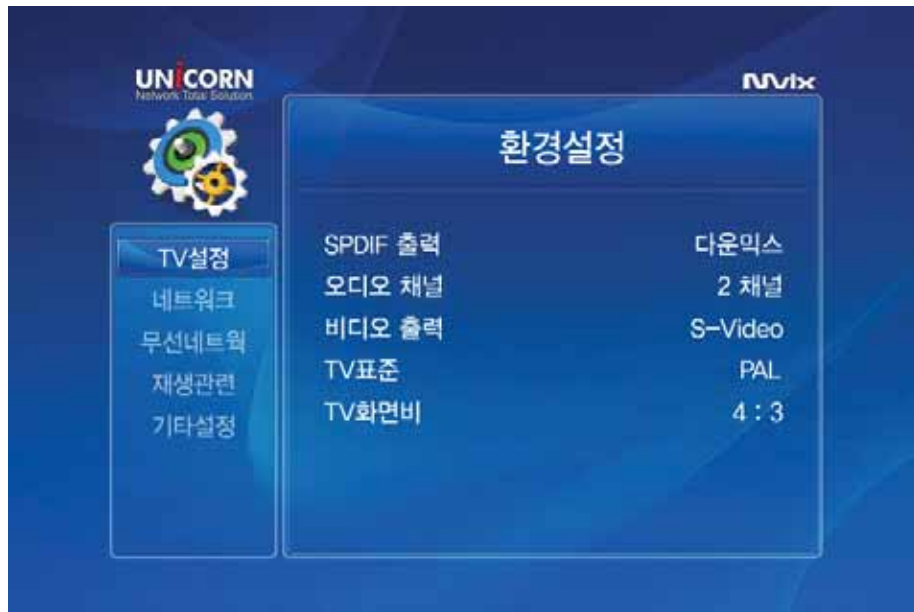 UNiCORN
Network Total Solution
Mvix
환경설정
TV설정
네트워크
무선네트웍
재생관련
기타설정
SPDIF 출력 다운믹스
오디오 채널 2 채널
비디오 출력 S-Video
TV표준 PAL
TV화면비 4 : 3